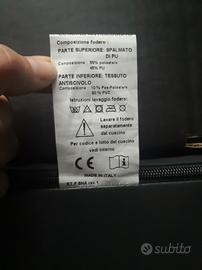 Composizione fodera:
PARTE SUPERIORE: SPALMATO
DI PU
Composizione: 55% poliestere
45% PU
PARTE INFERIORE: TESSUTO
ANTISCIVOLO
Composizione: 10 % Pes-Poliestere
90 % PVC
Istruzioni lavaggio fodera:
Lavare il fodero
separatamente
dal cuscino
Per la parte del cuscino
vedi interno
CE
MADE IN ITALY
subito